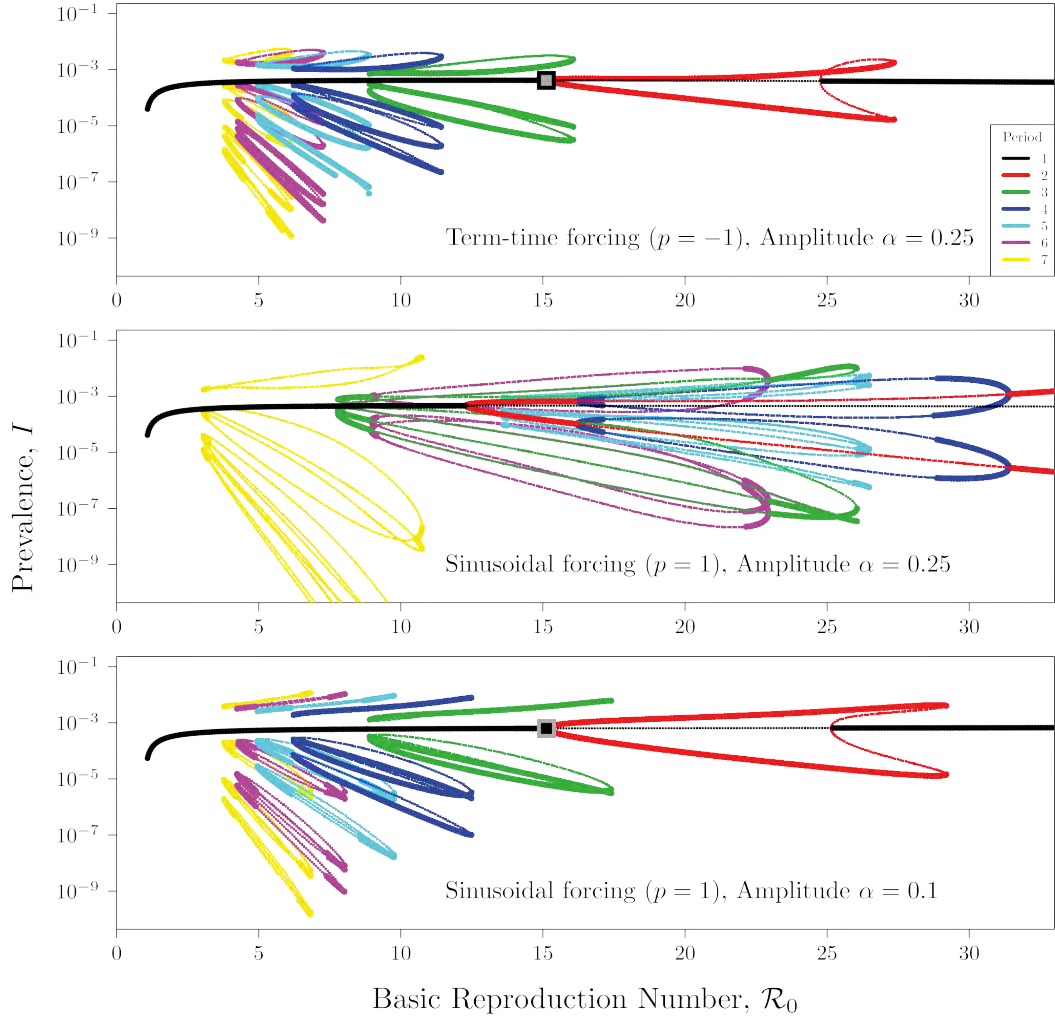 10⁻¹
10⁻³
10⁻⁵
10⁻⁷
10⁻⁹
Period
1
2
3
4
5
6
7
Term-time forcing (p = −1), Amplitude α = 0.25
0 5 10 15 20 25 30
Prevalence, I
10⁻¹
10⁻³
10⁻⁵
10⁻⁷
10⁻⁹
Sinusoidal forcing (p = 1), Amplitude α = 0.25
0 5 10 15 20 25 30
10⁻¹
10⁻³
10⁻⁵
10⁻⁷
10⁻⁹
Sinusoidal forcing (p = 1), Amplitude α = 0.1
0 5 10 15 20 25 30
Basic Reproduction Number, ℛ₀